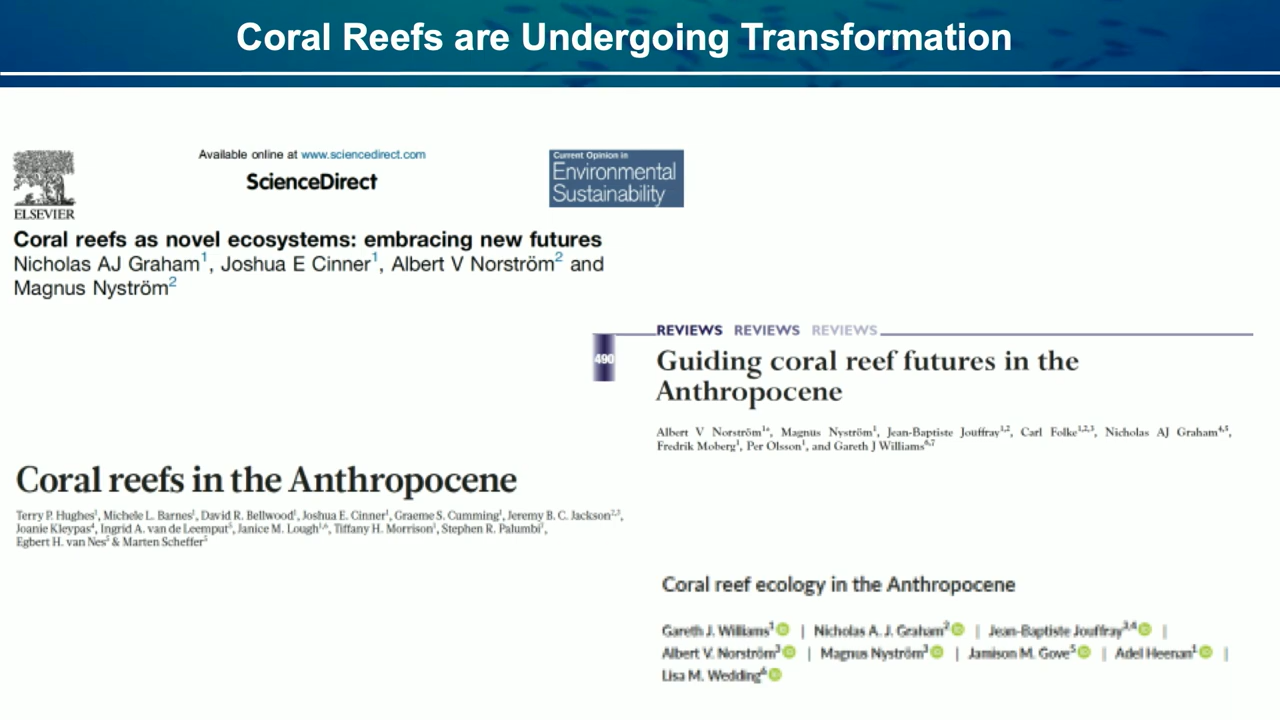 Coral Reefs are Undergoing Transformation
ELSEVIER
Available online at www.sciencedirect.com
ScienceDirect
Current Opinion in
Environmental
Sustainability
Coral reefs as novel ecosystems: embracing new futures
Nicholas AJ Graham1, Joshua E Cinner1, Albert V Norström2 and
Magnus Nyström2
REVIEWS REVIEWS REVIEWS
490
Guiding coral reef futures in the
Anthropocene
Albert V Norström1*, Magnus Nyström1, Jean-Baptiste Jouffray1,2, Carl Folke1,2,3, Nicholas AJ Graham4,5,
Fredrik Moberg1, Per Olsson1, and Gareth J Williams6,7
Coral reefs in the Anthropocene
Terry P. Hughes1, Michele L. Barnes1, David R. Bellwood1, Joshua E. Cinner1, Graeme S. Cumming1, Jeremy B. C. Jackson2,3,
Joanie Kleypas4, Ingrid A. van de Leemput5, Janice M. Lough1,6, Tiffany H. Morrison1, Stephen R. Palumbi7,
Egbert H. van Nes5 & Marten Scheffer5
Coral reef ecology in the Anthropocene
Gareth J. Williams1 | Nicholas A. J. Graham2 | Jean-Baptiste Jouffray3,4 |
Albert V. Norström3 | Magnus Nyström3 | Jamison M. Gove5 | Adel Heenan1 |
Lisa M. Wedding6